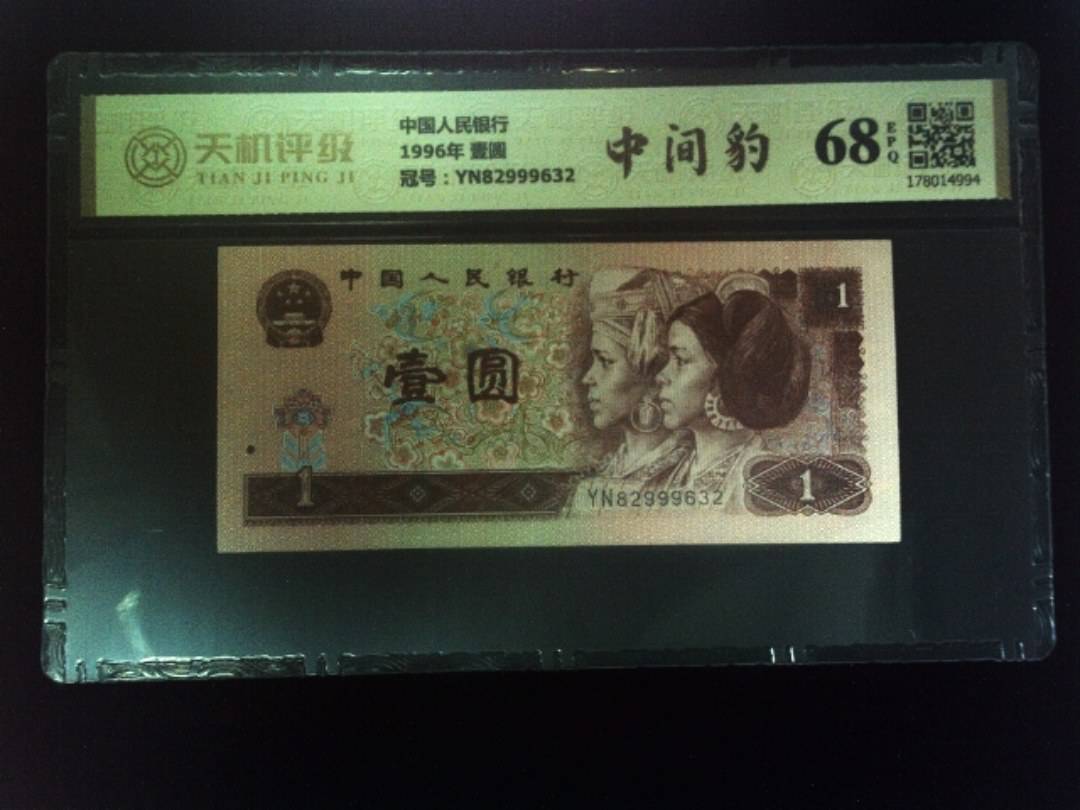 天机评级
TIAN JI PING JI
中国人民银行
1996年 壹圆
冠号：YN82999632
中间豹
68
EPQ
178014994
中国人民银行
1
壹圆
1
YN82999632
1